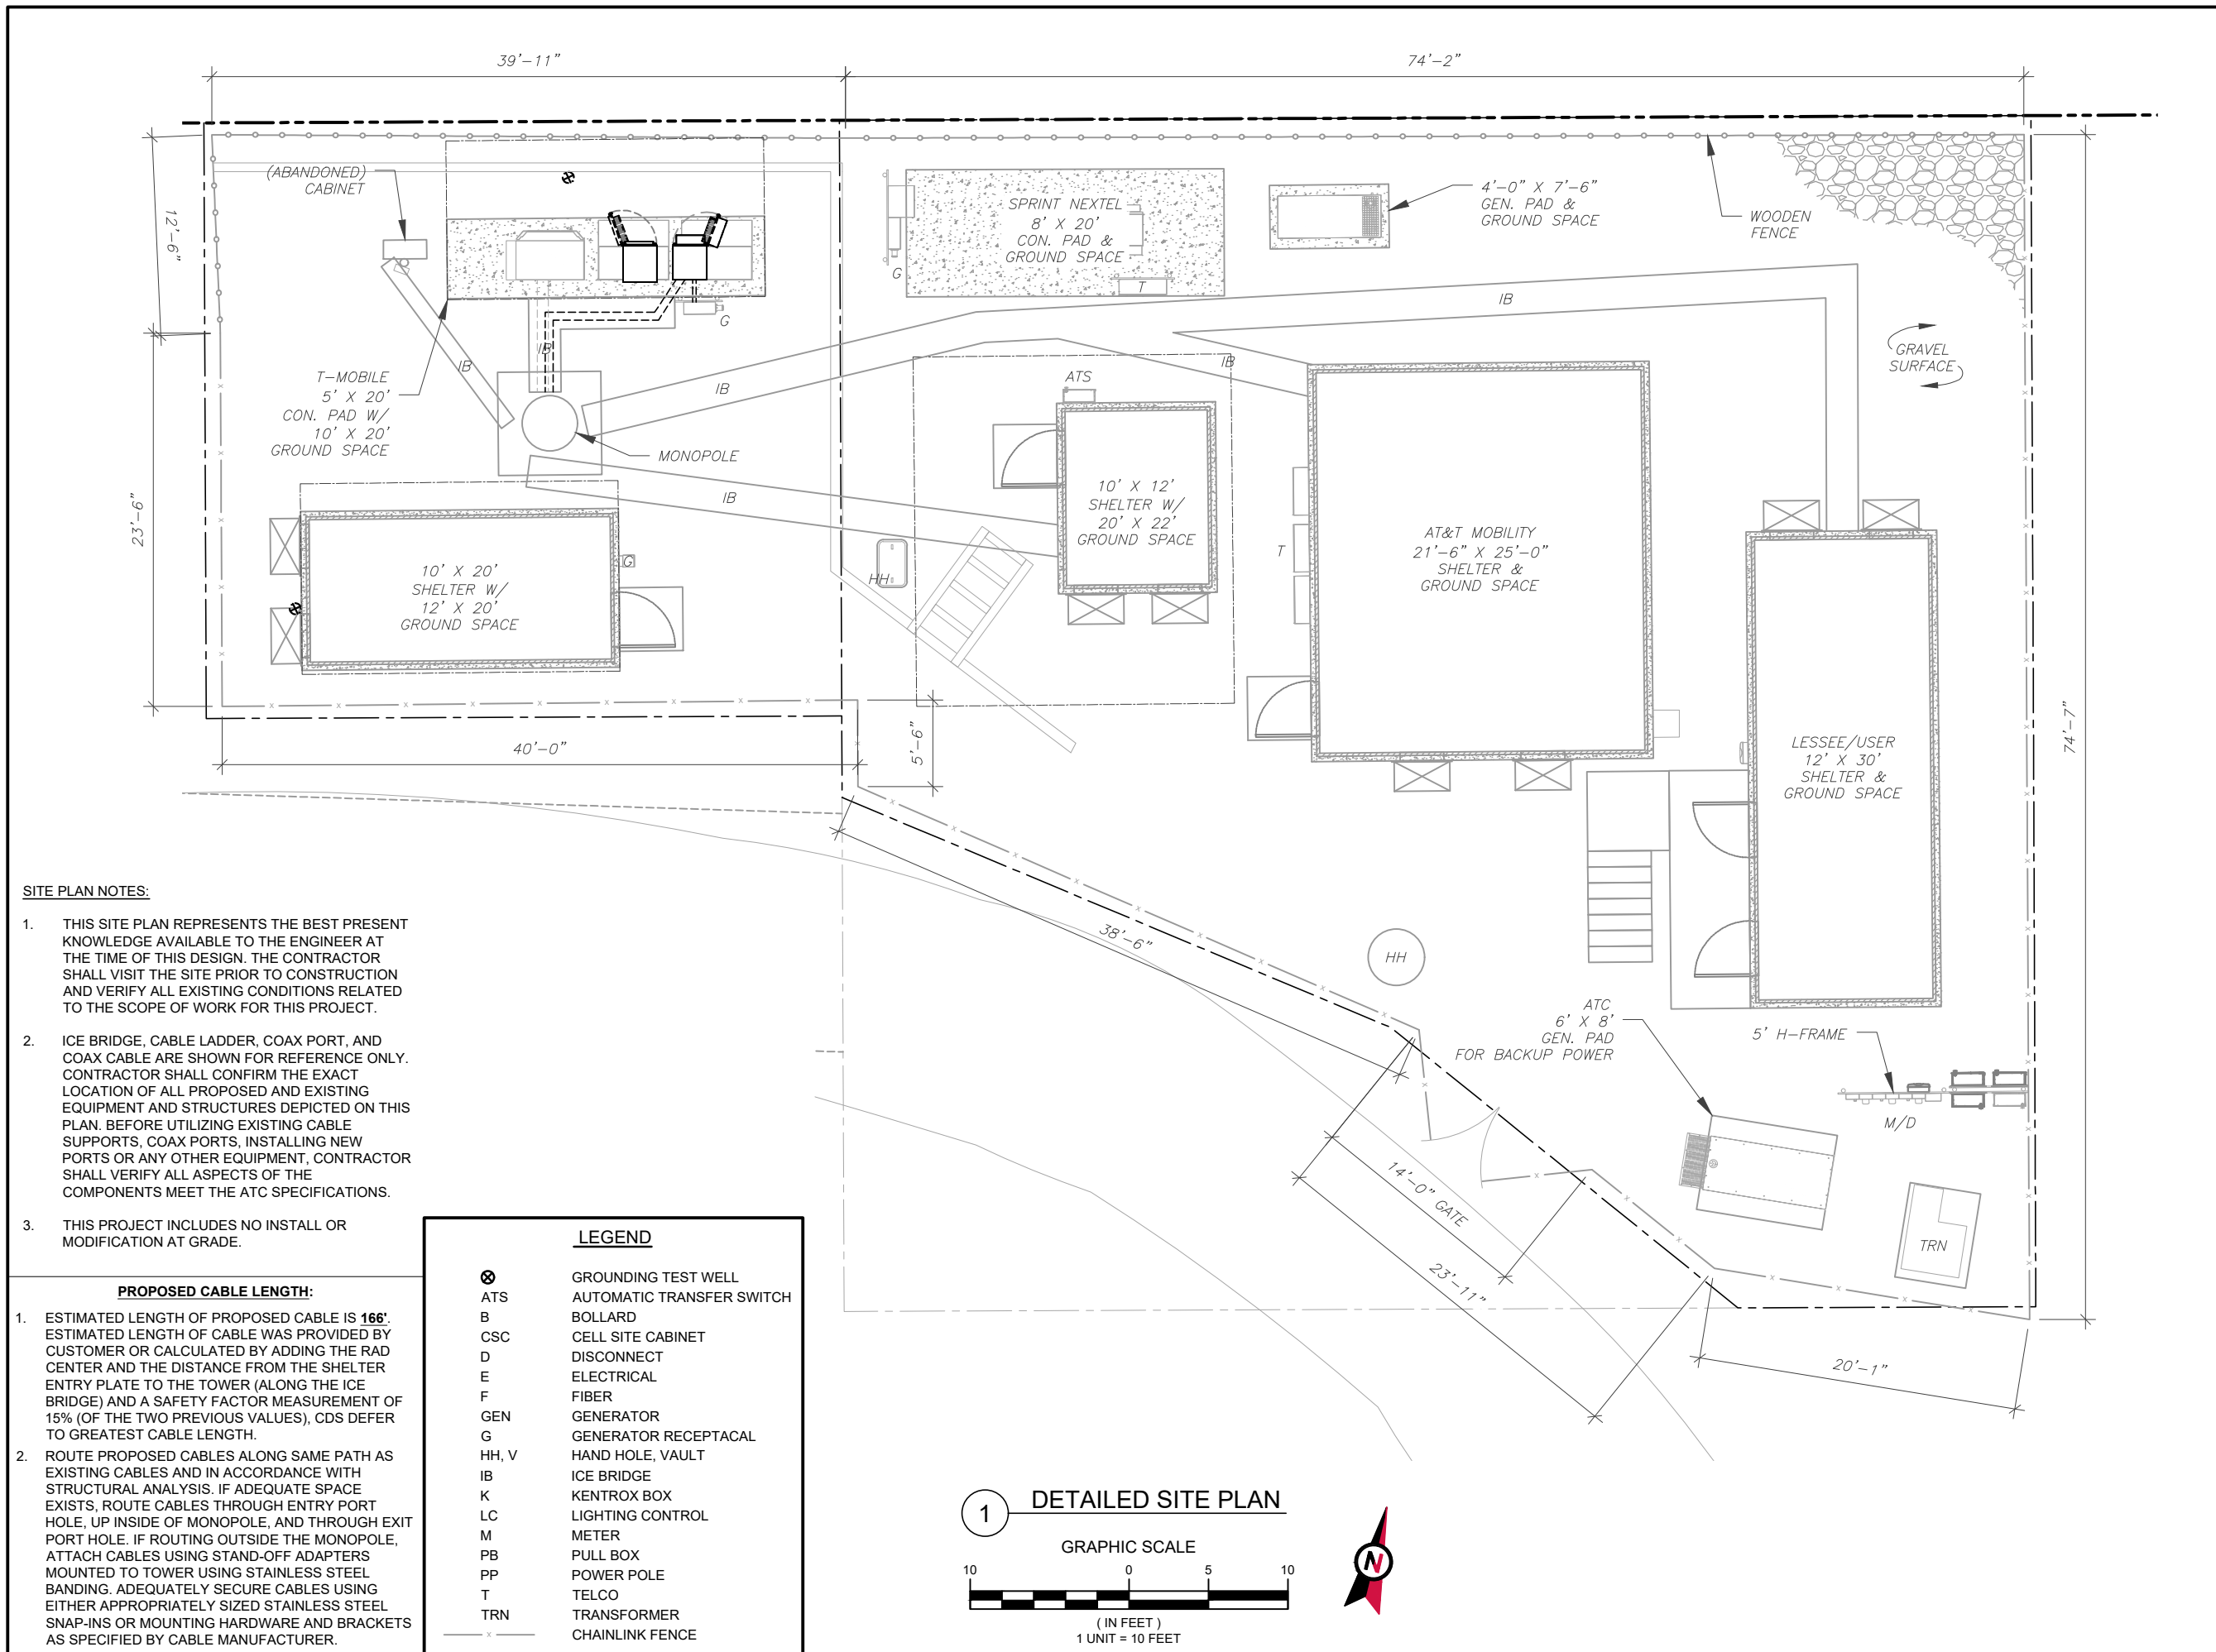 39'-11"
74'-2"
(ABANDONED)
CABINET
12'-6"
SPRINT NEXTEL
8' X 20'
CON. PAD &
GROUND SPACE
G
T
4'-0" X 7'-6"
GEN. PAD &
GROUND SPACE
WOODEN
FENCE
IB
G
IB
IB
GRAVEL
SURFACE
T-MOBILE
5' X 20'
CON. PAD W/
10' X 20'
GROUND SPACE
IB
IB
ATS
MONOPOLE
IB
23'-6"
10' X 12'
SHELTER W/
20' X 22'
GROUND SPACE
AT&T MOBILITY
21'-6" X 25'-0"
SHELTER &
GROUND SPACE
T
HH
G
10' X 20'
SHELTER W/
12' X 20'
GROUND SPACE
40'-0"
5'-6"
74'-7"
LESSEE/USER
12' X 30'
SHELTER &
GROUND SPACE
38'-6"
HH
ATC
6' X 8'
GEN. PAD
FOR BACKUP POWER
5' H-FRAME
M/D
14'-0" GATE
23'-11"
TRN
20'-1"
SITE PLAN NOTES:
1. THIS SITE PLAN REPRESENTS THE BEST PRESENT
KNOWLEDGE AVAILABLE TO THE ENGINEER AT
THE TIME OF THIS DESIGN. THE CONTRACTOR
SHALL VISIT THE SITE PRIOR TO CONSTRUCTION
AND VERIFY ALL EXISTING CONDITIONS RELATED
TO THE SCOPE OF WORK FOR THIS PROJECT.
2. ICE BRIDGE, CABLE LADDER, COAX PORT, AND
COAX CABLE ARE SHOWN FOR REFERENCE ONLY.
CONTRACTOR SHALL CONFIRM THE EXACT
LOCATION OF ALL PROPOSED AND EXISTING
EQUIPMENT AND STRUCTURES DEPICTED ON THIS
PLAN. BEFORE UTILIZING EXISTING CABLE
SUPPORTS, COAX PORTS, INSTALLING NEW
PORTS OR ANY OTHER EQUIPMENT, CONTRACTOR
SHALL VERIFY ALL ASPECTS OF THE
COMPONENTS MEET THE ATC SPECIFICATIONS.
3. THIS PROJECT INCLUDES NO INSTALL OR
MODIFICATION AT GRADE.
PROPOSED CABLE LENGTH:
1. ESTIMATED LENGTH OF PROPOSED CABLE IS 166'.
ESTIMATED LENGTH OF CABLE WAS PROVIDED BY
CUSTOMER OR CALCULATED BY ADDING THE RAD
CENTER AND THE DISTANCE FROM THE SHELTER
ENTRY PLATE TO THE TOWER (ALONG THE ICE
BRIDGE) AND A SAFETY FACTOR MEASUREMENT OF
15% (OF THE TWO PREVIOUS VALUES), CDS DEFER
TO GREATEST CABLE LENGTH.
2. ROUTE PROPOSED CABLES ALONG SAME PATH AS
EXISTING CABLES AND IN ACCORDANCE WITH
STRUCTURAL ANALYSIS. IF ADEQUATE SPACE
EXISTS, ROUTE CABLES THROUGH ENTRY PORT
HOLE, UP INSIDE OF MONOPOLE, AND THROUGH EXIT
PORT HOLE. IF ROUTING OUTSIDE THE MONOPOLE,
ATTACH CABLES USING STAND-OFF ADAPTERS
MOUNTED TO TOWER USING STAINLESS STEEL
BANDING. ADEQUATELY SECURE CABLES USING
EITHER APPROPRIATELY SIZED STAINLESS STEEL
SNAP-INS OR MOUNTING HARDWARE AND BRACKETS
AS SPECIFIED BY CABLE MANUFACTURER.
LEGEND
GROUNDING TEST WELL
ATS AUTOMATIC TRANSFER SWITCH
B BOLLARD
CSC CELL SITE CABINET
D DISCONNECT
E ELECTRICAL
F FIBER
GEN GENERATOR
G GENERATOR RECEPTACAL
HH, V HAND HOLE, VAULT
IB ICE BRIDGE
K KENTROX BOX
LC LIGHTING CONTROL
M METER
PB PULL BOX
PP POWER POLE
T TELCO
TRN TRANSFORMER
x CHAINLINK FENCE
1 DETAILED SITE PLAN
GRAPHIC SCALE
10 0 5 10
( IN FEET )
1 UNIT = 10 FEET
N